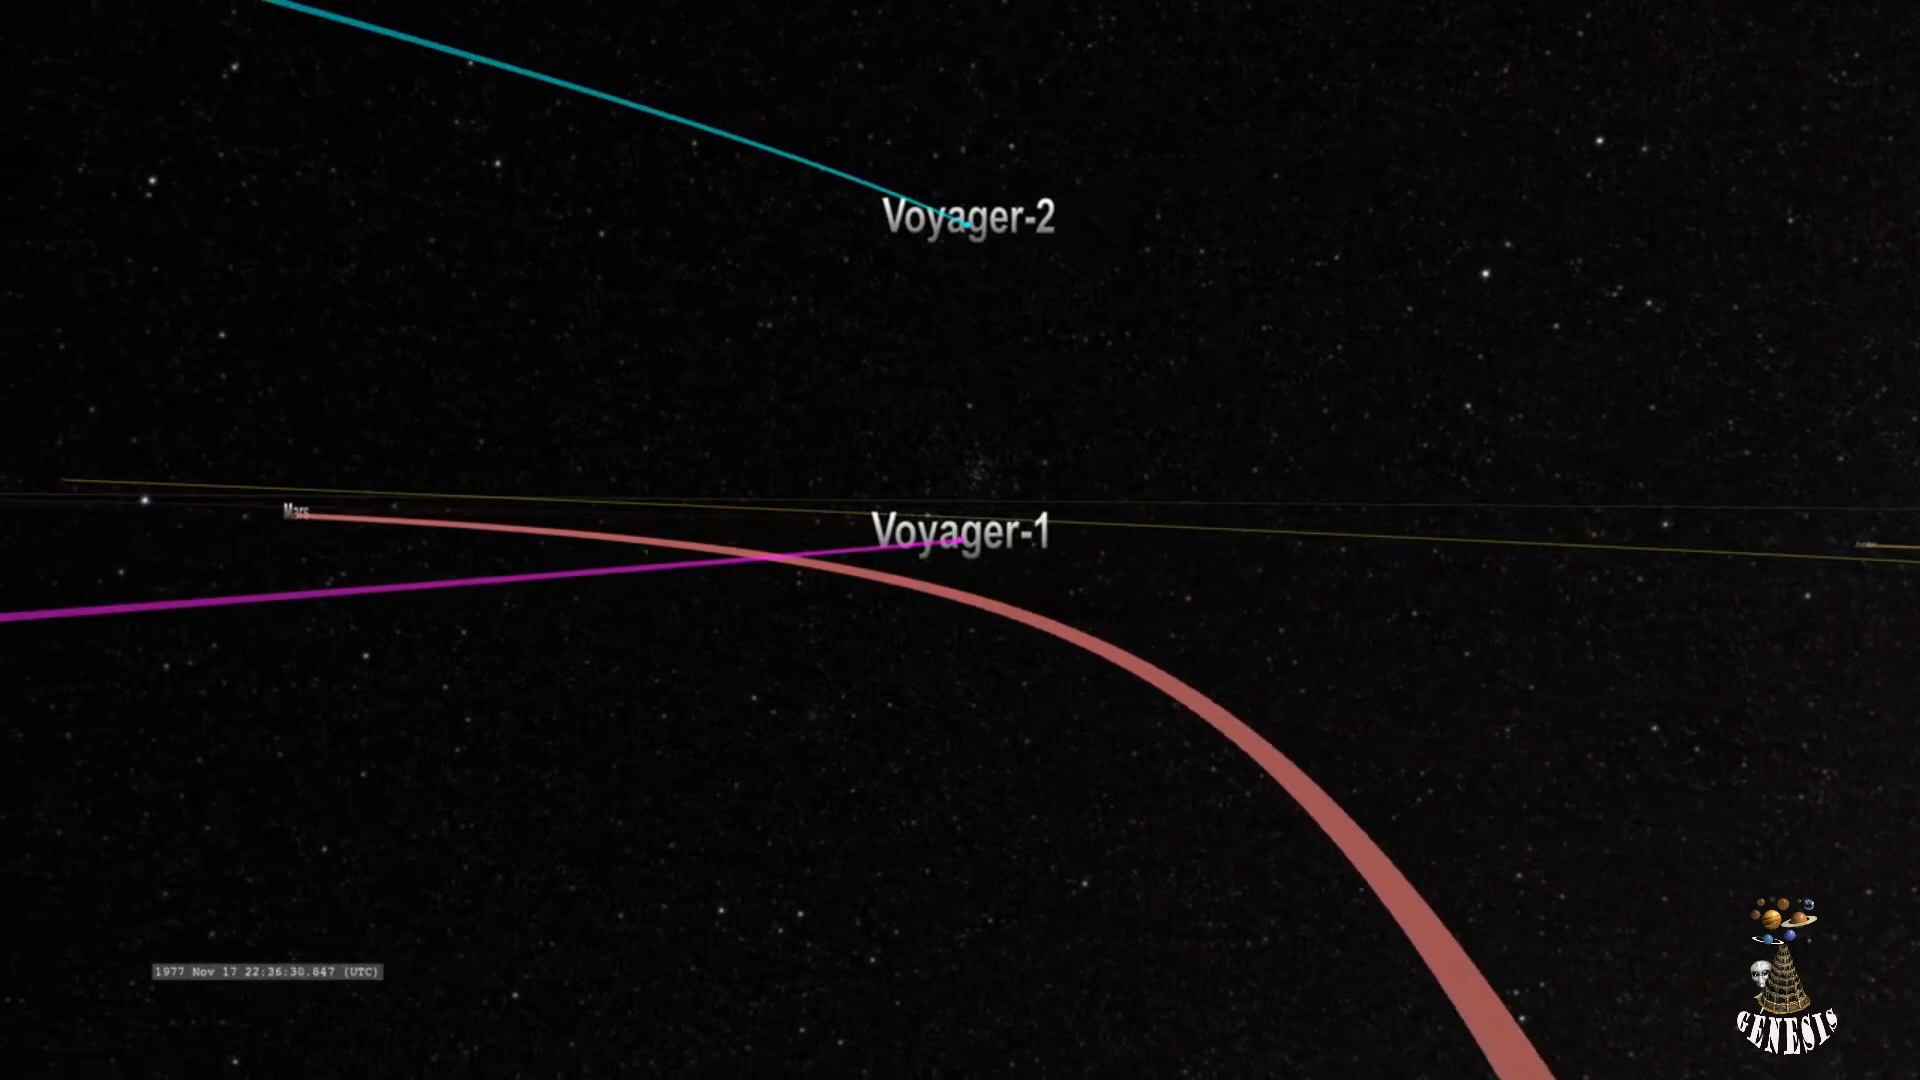 Voyager-2
Mars
Voyager-1
1977 Nov 17 22:36:30.847 (UTC)
GENESIS